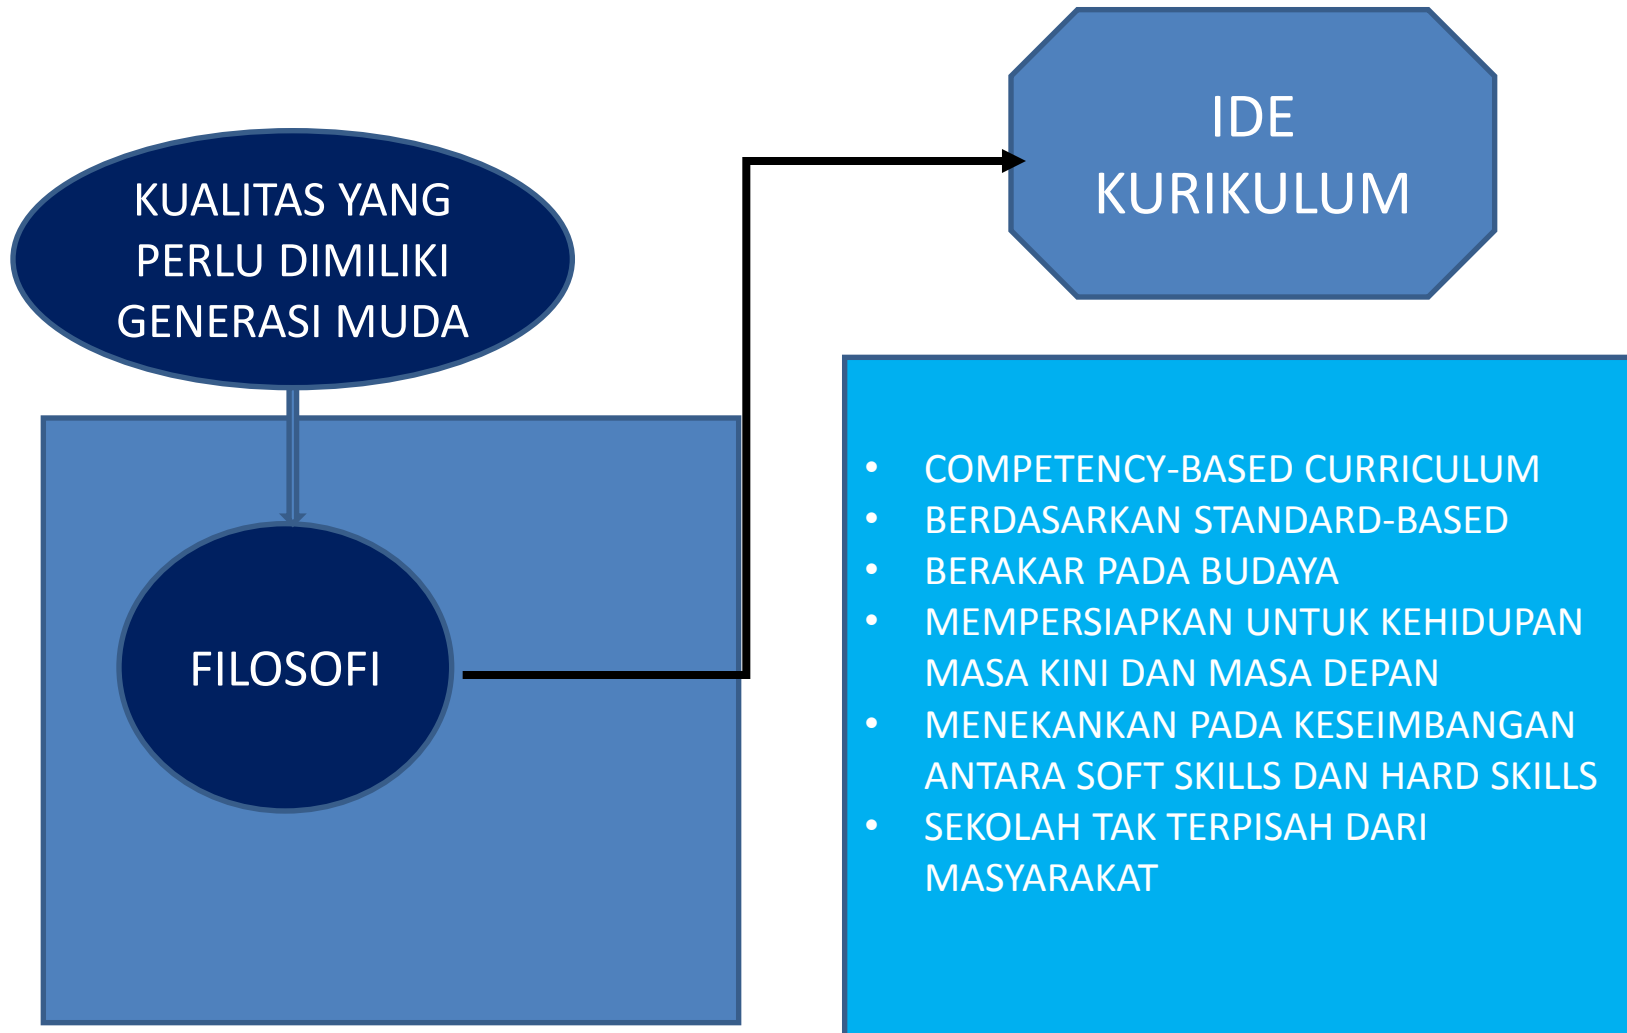 KUALITAS YANG
PERLU DIMILIKI
GENERASI MUDA
FILOSOFI
IDE
KURIKULUM
• COMPETENCY-BASED CURRICULUM
• BERDASARKAN STANDARD-BASED
• BERAKAR PADA BUDAYA
• MEMPERSIAPKAN UNTUK KEHIDUPAN
MASA KINI DAN MASA DEPAN
• MENEKANKAN PADA KESEIMBANGAN
ANTARA SOFT SKILLS DAN HARD SKILLS
• SEKOLAH TAK TERPISAH DARI
MASYARAKAT